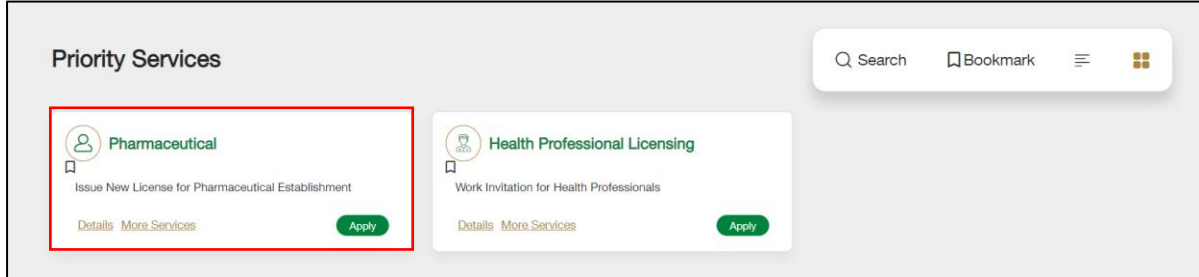 Priority Services
Search Bookmark
Pharmaceutical
Issue New License for Pharmaceutical Establishment
Details More Services Apply
Health Professional Licensing
Work Invitation for Health Professionals
Details More Services Apply